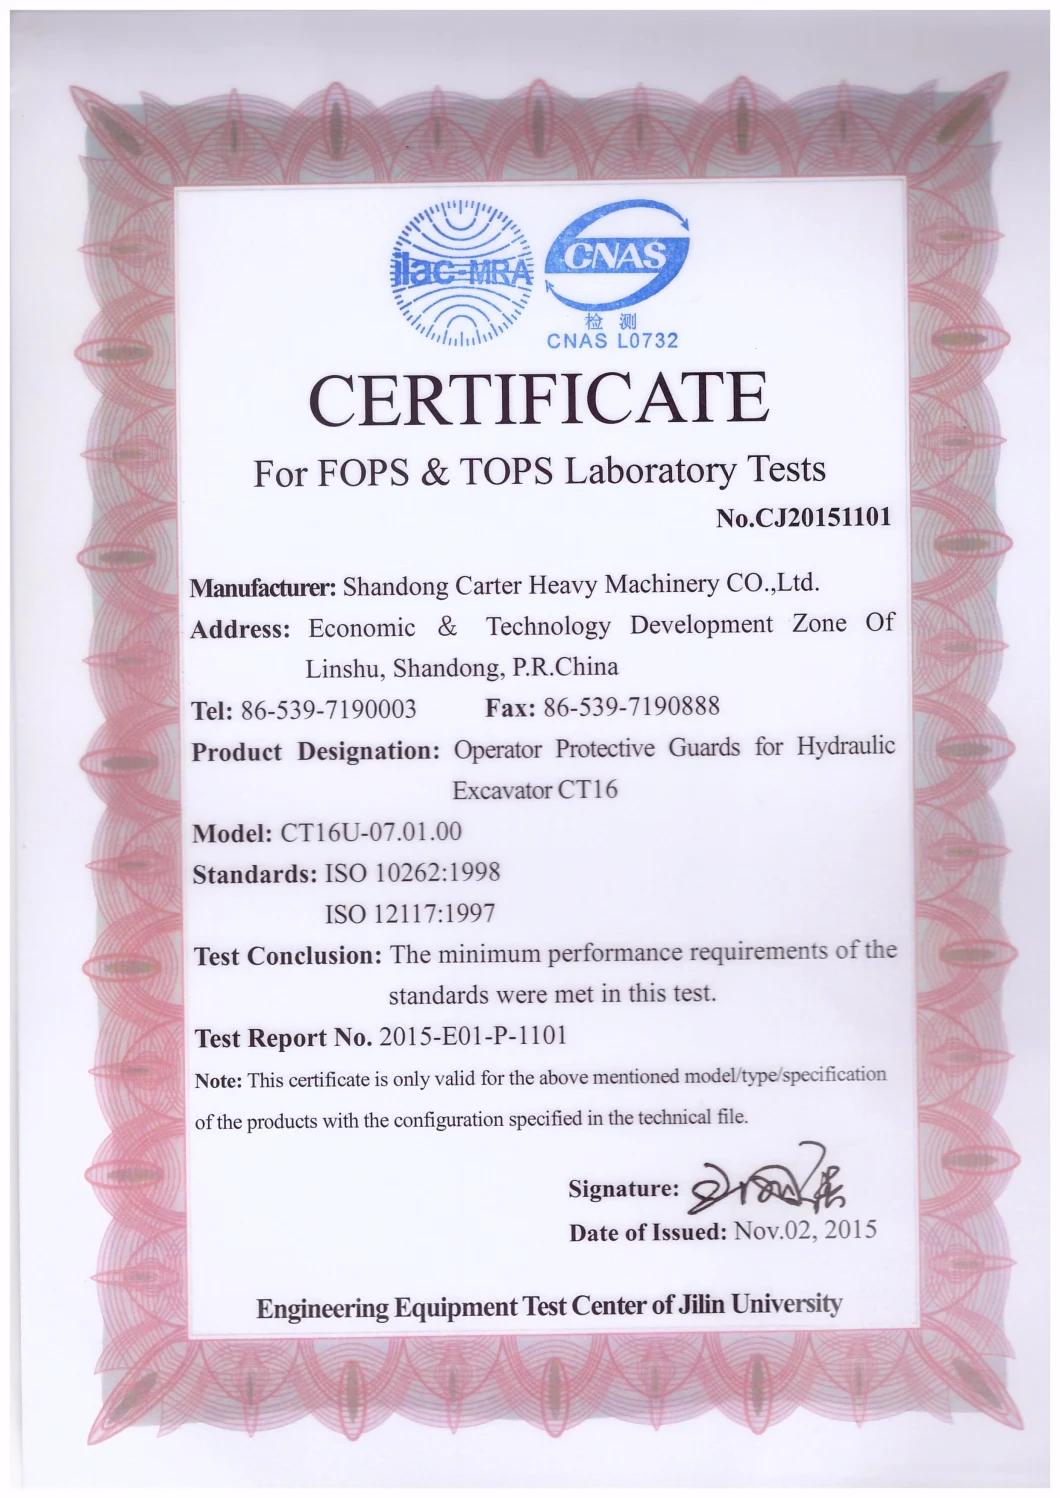 ilac-MRA
CNAS
检 测
CNAS L0732
CERTIFICATE
For FOPS & TOPS Laboratory Tests
No.CJ20151101
Manufacturer: Shandong Carter Heavy Machinery CO.,Ltd.
Address: Economic & Technology Development Zone Of
Linshu, Shandong, P.R.China
Tel: 86-539-7190003 Fax: 86-539-7190888
Product Designation: Operator Protective Guards for Hydraulic
Excavator CT16
Model: CT16U-07.01.00
Standards: ISO 10262:1998
ISO 12117:1997
Test Conclusion: The minimum performance requirements of the
standards were met in this test.
Test Report No. 2015-E01-P-1101
Note: This certificate is only valid for the above mentioned model/type/specification
of the products with the configuration specified in the technical file.
Signature:
Date of Issued: Nov.02, 2015
Engineering Equipment Test Center of Jilin University